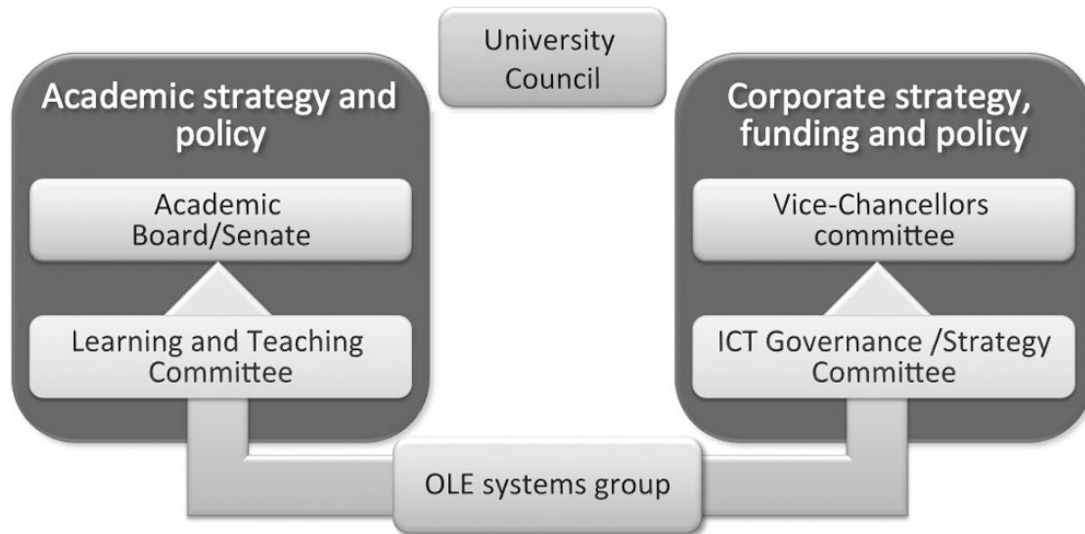 University
Council
Academic strategy and
policy
Academic
Board/Senate
Learning and Teaching
Committee
Corporate strategy,
funding and policy
Vice-Chancellors
committee
ICT Governance /Strategy
Committee
OLE systems group